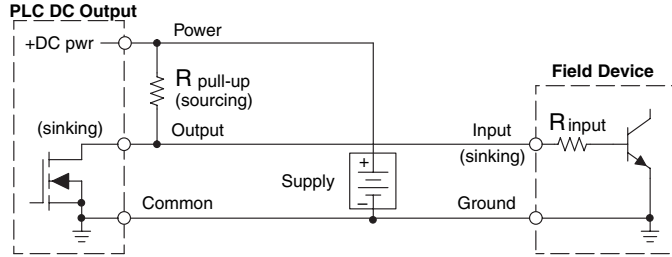 PLC DC Output
+DC pwr
Power
R pull-up
(sourcing)
Field Device
(sinking)
Output
Input
(sinking)
R input
+
Supply
–
Common
Ground